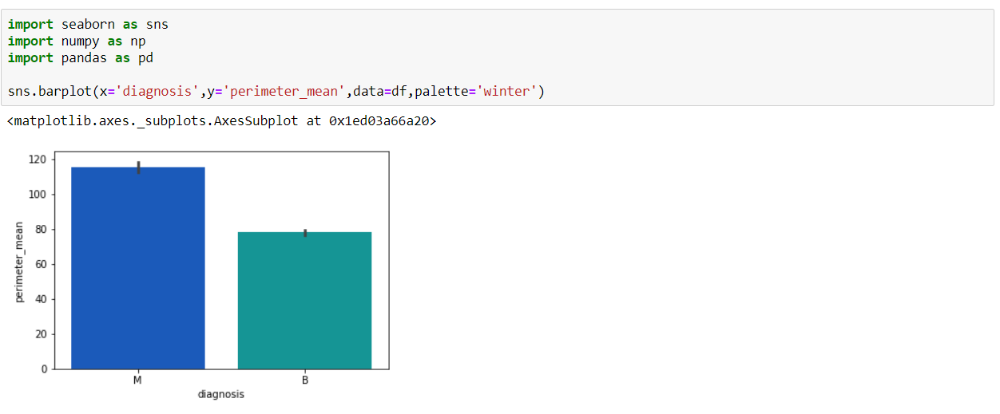 import seaborn as sns
import numpy as np
import pandas as pd
sns.barplot(x='diagnosis',y='perimeter_mean',data=df,palette='winter')
<matplotlib.axes._subplots.AxesSubplot at 0x1ed03a66a20>
120
100
80
60
40
20
0
perimeter_mean
M B
diagnosis